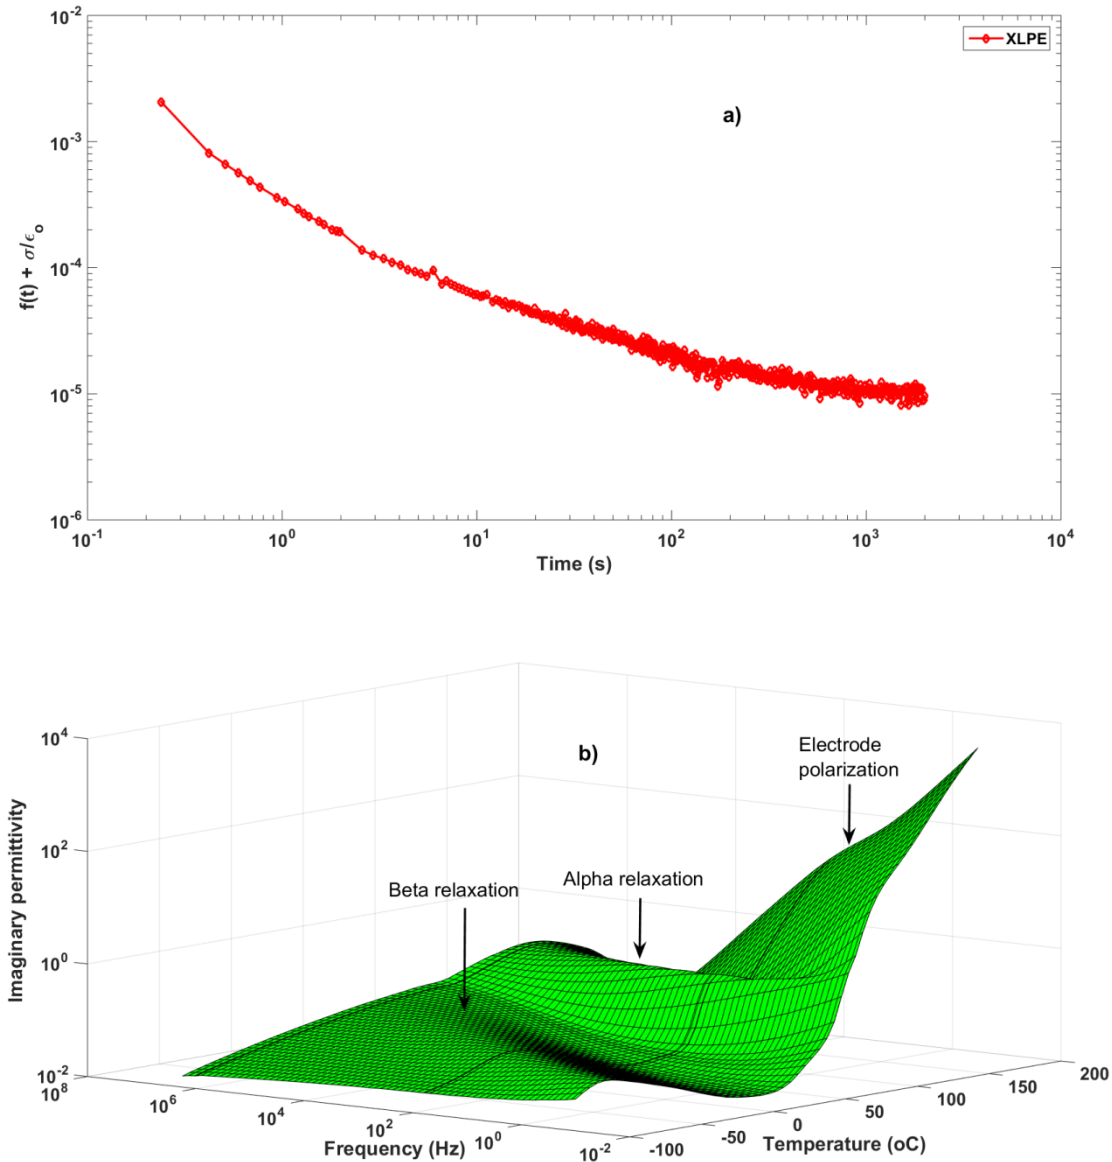 10^-2
XLPE
a)
10^-3
10^-4
f(t) + σ/ϵ_o
10^-5
10^-6
10^-1 10^0 10^1 10^2 10^3 10^4
Time (s)
b)
Electrode
polarization
Alpha relaxation
Beta relaxation
10^4
10^2
Imaginary permittivity
10^0
10^-2
10^8 10^6 10^4 10^2 10^0 10^-2
Frequency (Hz)
-100 -50 0 50 100 150 200
Temperature (oC)